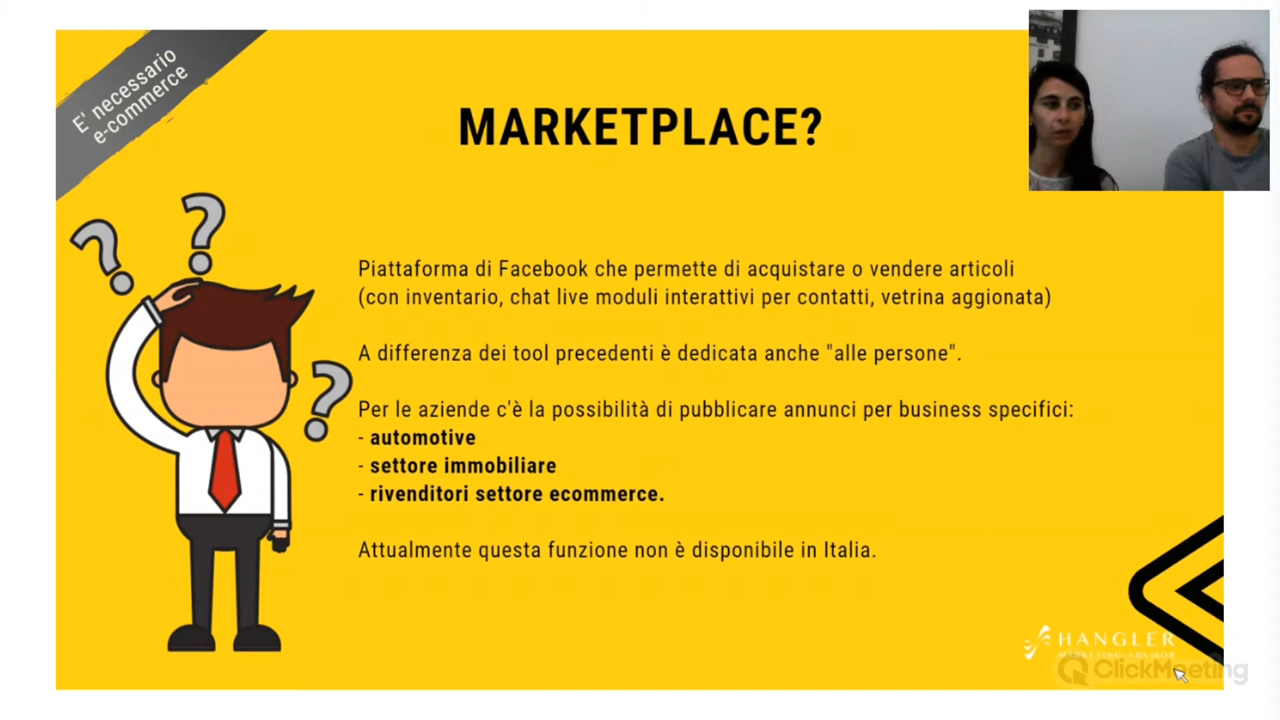 E' necessario
e-commerce
MARKETPLACE?
Piattaforma di Facebook che permette di acquistare o vendere articoli
(con inventario, chat live moduli interattivi per contatti, vetrina aggionata)
A differenza dei tool precedenti è dedicata anche "alle persone".
Per le aziende c'è la possibilità di pubblicare annunci per business specifici:
- automotive
- settore immobiliare
- rivenditori settore ecommerce.
Attualmente questa funzione non è disponibile in Italia.
HANGLER
MARKETING ADVISOR
ClickMeeting